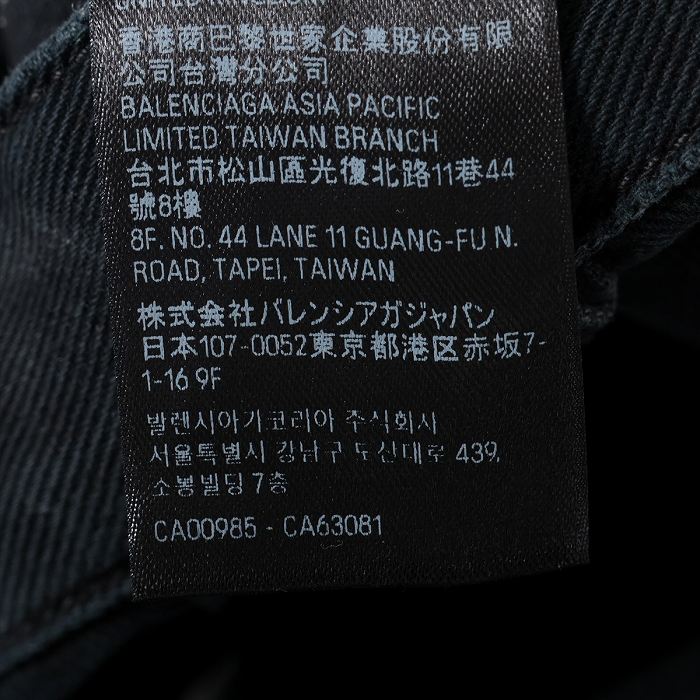 UNITED KINGDOM
香港商巴黎世家企業股份有限
公司台灣分公司
BALENCIAGA ASIA PACIFIC
LIMITED TAIWAN BRANCH
台北市松山區光復北路11巷44
號8樓
8F. NO. 44 LANE 11 GUANG-FU N.
ROAD, TAPEI, TAIWAN
株式会社バレンシアガジャパン
日本107-0052東京都港区赤坂7-
1-16 9F
발렌시아가코리아 주식회사
서울특별시 강남구 도산대로 439,
소봉빌딩 7층
CA00985 - CA63081